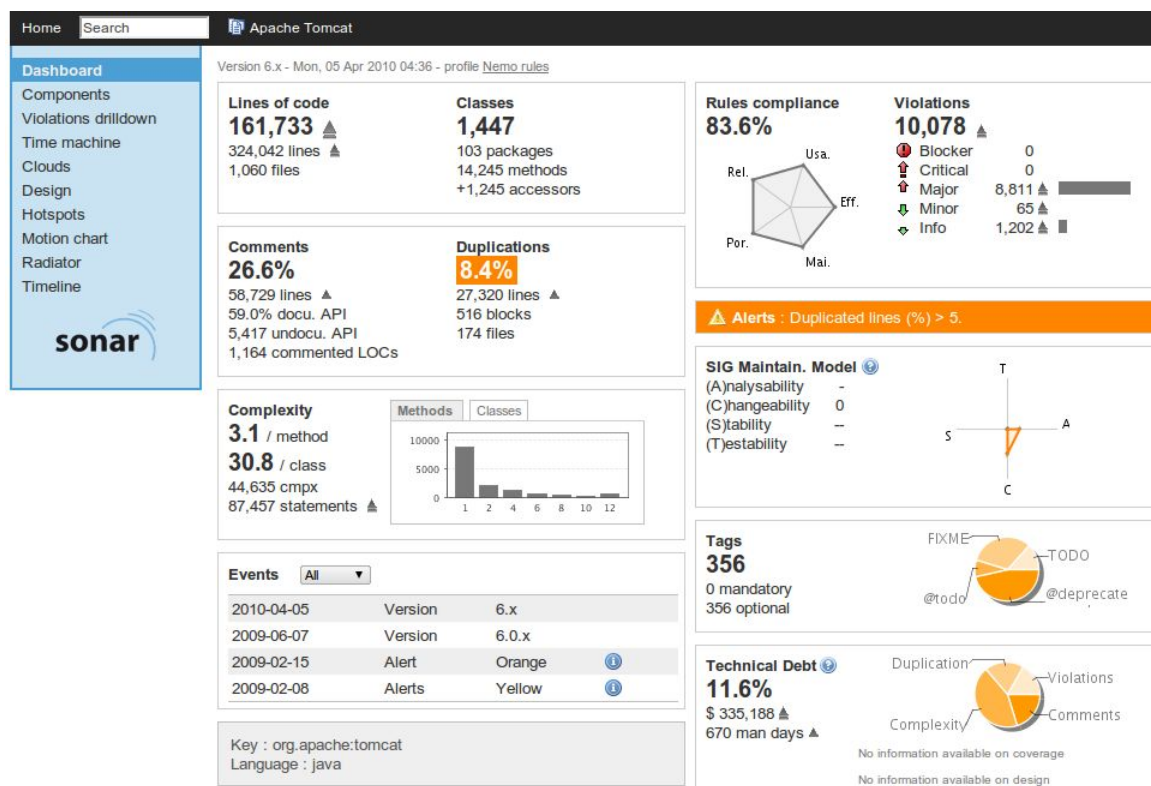 Home Search Apache Tomcat
Dashboard
Components
Violations drilldown
Time machine
Clouds
Design
Hotspots
Motion chart
Radiator
Timeline
sonar
Version 6.x - Mon, 05 Apr 2010 04:36 - profile Nemo rules
Lines of code
161,733
324,042 lines
1,060 files
Classes
1,447
103 packages
14,245 methods
+1,245 accessors
Comments
26.6%
58,729 lines
59.0% docu. API
5,417 undocu. API
1,164 commented LOCs
Duplications
8.4%
27,320 lines
516 blocks
174 files
Complexity
3.1 / method
30.8 / class
44,635 cmpx
87,457 statements
Methods Classes
10000
5000
0
1 2 4 6 8 10 12
Events All
2010-04-05 Version 6.x
2009-06-07 Version 6.0.x
2009-02-15 Alert Orange
2009-02-08 Alerts Yellow
Key : org.apache:tomcat
Language : java
Rules compliance
83.6%
Usa.
Rel.
Eff.
Por.
Mai.
Violations
10,078
Blocker 0
Critical 0
Major 8,811
Minor 65
Info 1,202
Alerts : Duplicated lines (%) > 5.
SIG Maintain. Model
(A)nalysability -
(C)hangeability 0
(S)tability --
(T)estability --
T
A
S
C
Tags
356
0 mandatory
356 optional
FIXME
TODO
@todo
@deprecate
Technical Debt
11.6%
$ 335,188
670 man days
Duplication
Violations
Complexity
Comments
No information available on coverage
No information available on design